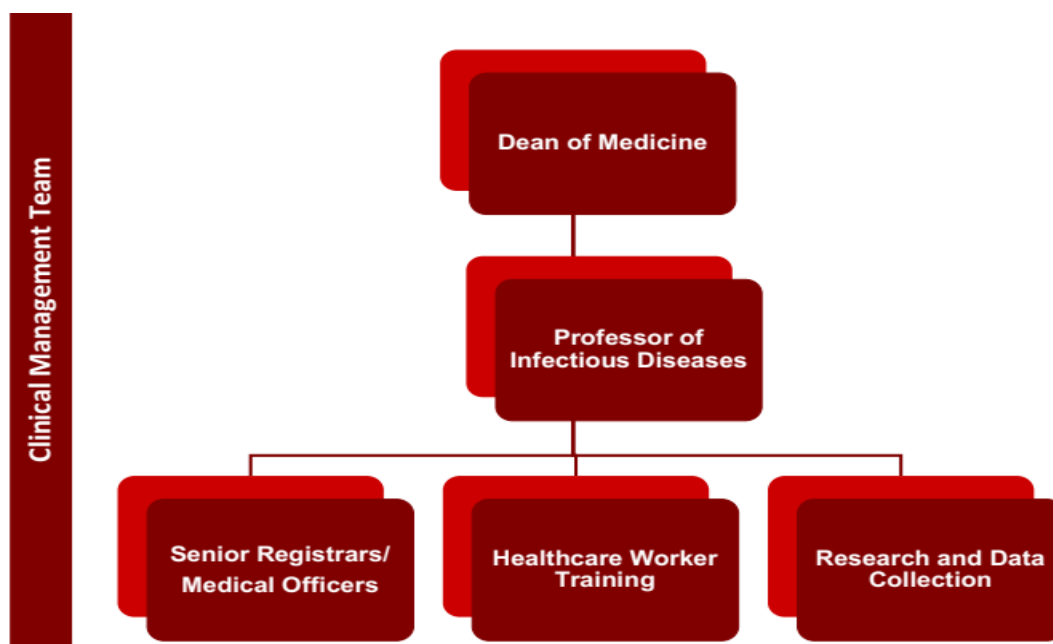 Clinical Management Team
Dean of Medicine
Professor of
Infectious Diseases
Senior Registrars/
Medical Officers
Healthcare Worker
Training
Research and Data
Collection